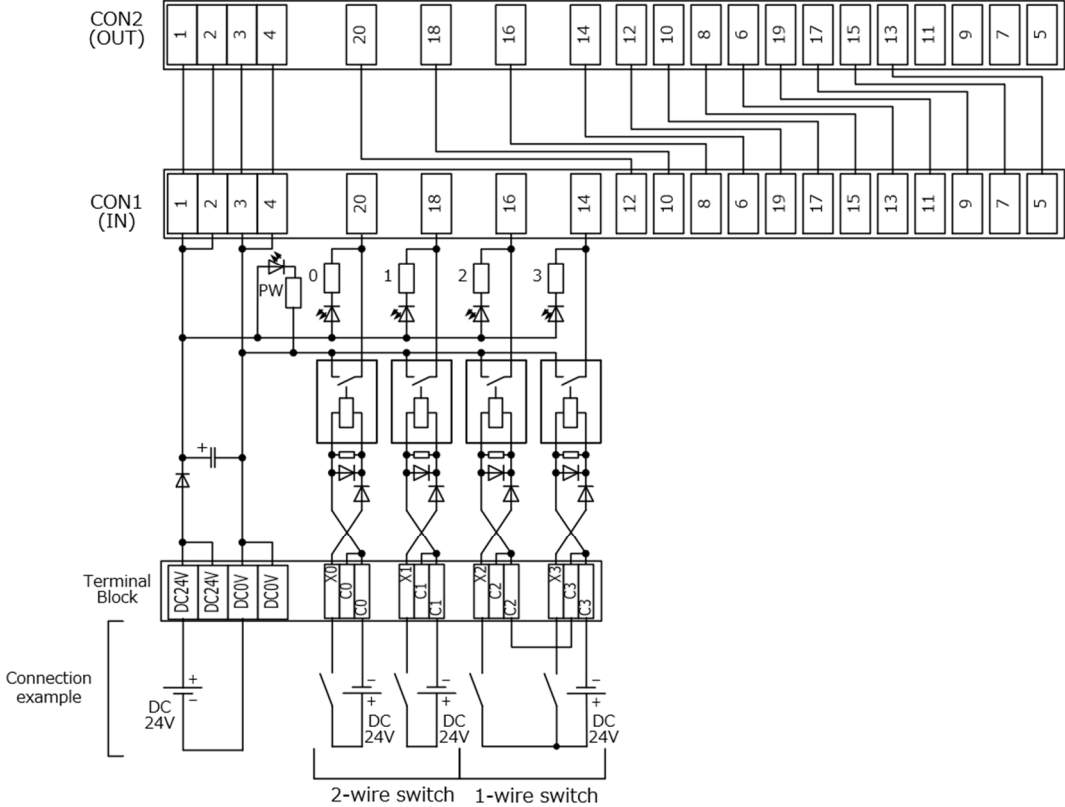 CON2
(OUT)
1 2 3 4 20 18 16 14 12 10 8 6 19 17 15 13 11 9 7 5
CON1
(IN)
1 2 3 4 20 18 16 14 12 10 8 6 19 17 15 13 11 9 7 5
PW 0 1 2 3
+
Terminal
Block
DC24V DC24V DC0V DC0V X0 C0 C0 X1 C1 C1 X2 C2 C2 X3 C3 C3
Connection
example
+ − − − −
+ + +
DC
24V
DC
24V
DC
24V
DC
24V
2-wire switch 1-wire switch